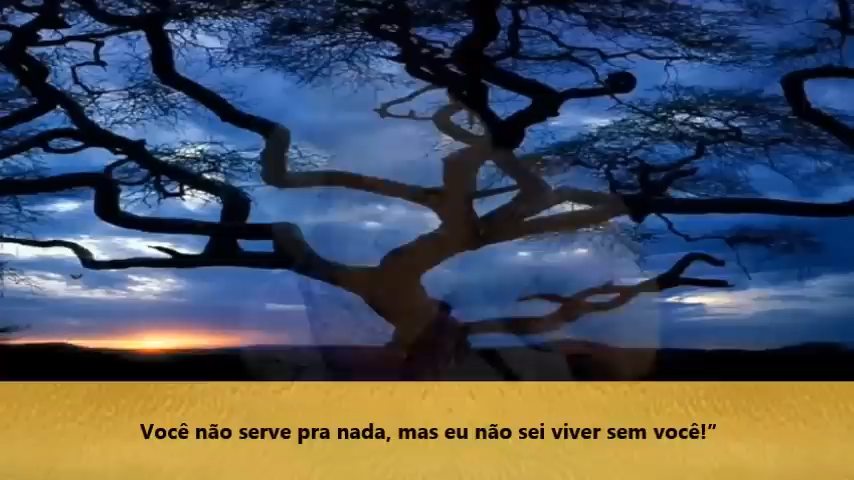 Você não serve pra nada, mas eu não sei viver sem você!”